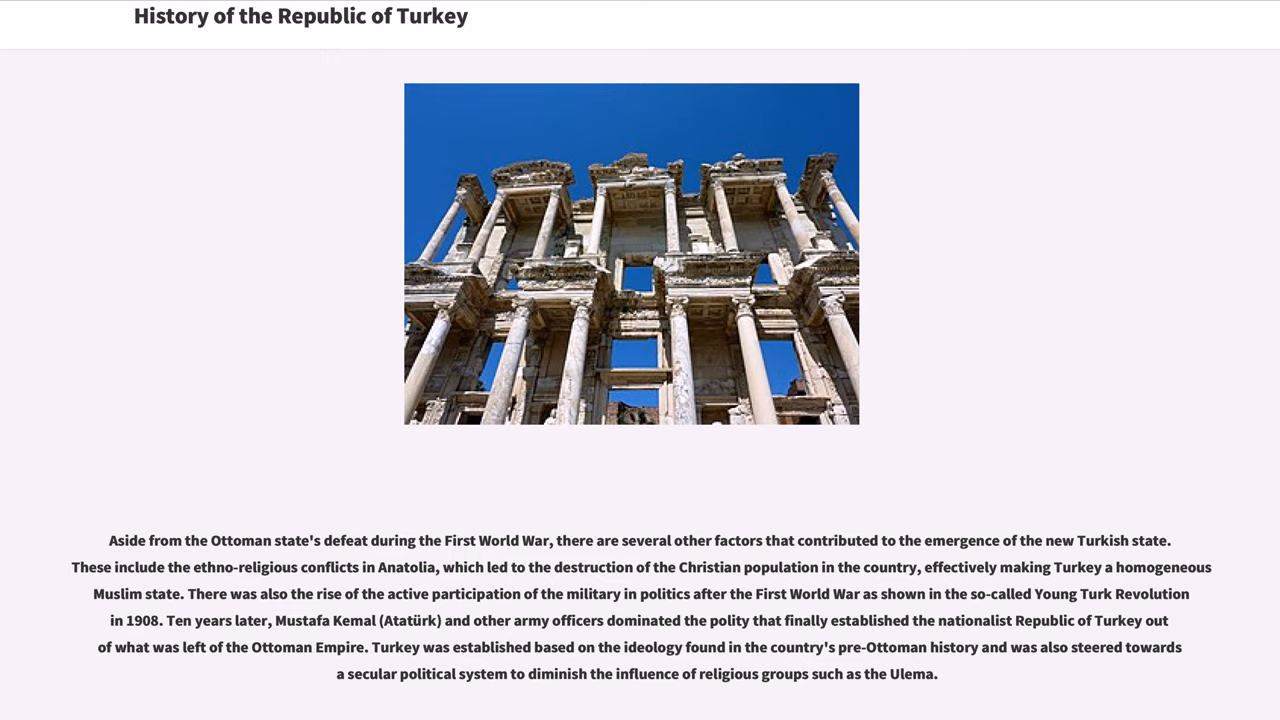 History of the Republic of Turkey
Aside from the Ottoman state's defeat during the First World War, there are several other factors that contributed to the emergence of the new Turkish state.
These include the ethno-religious conflicts in Anatolia, which led to the destruction of the Christian population in the country, effectively making Turkey a homogeneous
Muslim state. There was also the rise of the active participation of the military in politics after the First World War as shown in the so-called Young Turk Revolution
in 1908. Ten years later, Mustafa Kemal (Atatürk) and other army officers dominated the polity that finally established the nationalist Republic of Turkey out
of what was left of the Ottoman Empire. Turkey was established based on the ideology found in the country's pre-Ottoman history and was also steered towards
a secular political system to diminish the influence of religious groups such as the Ulema.